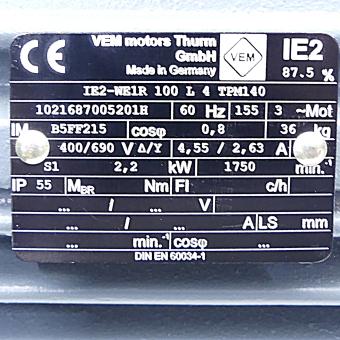 CE VEM motors Thurm GmbH VEM IE2
Made in Germany 87.5 %
IE2-WE1R 100 L 4 TPM140
1021687005201H 60 Hz 155 3 ~Mot
IM B5FF215 cosφ 0,8 36 kg
400/690 V Δ/Y 4,55 / 2,63 A
S1 2,2 kW 1750 min.-1
IP 55 MBR Nm FI c/h
... / ... V
... / ... A LS mm
... min.-1 cosφ ...
DIN EN 60034-1